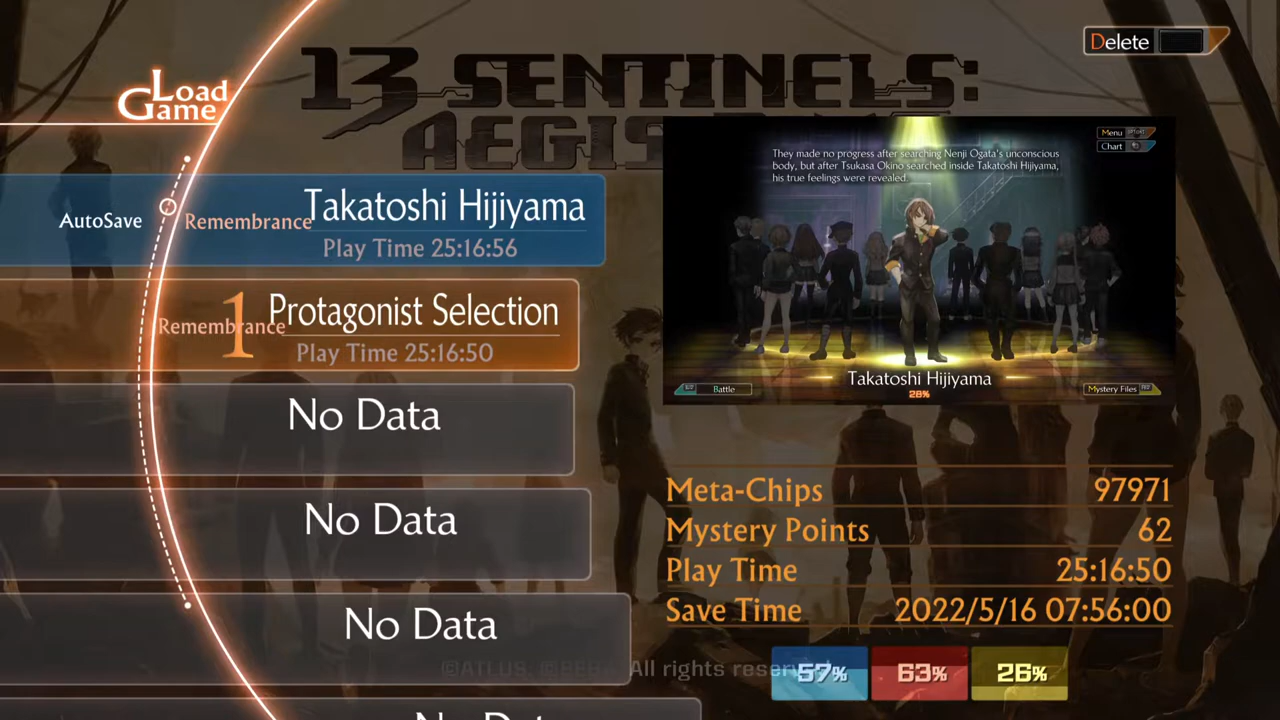 Delete
13 SENTINELS:
AEGIS
Load
Game
Menu
Chart
They made no progress after searching Nenji Ogata's unconscious
body, but after Tsukasa Okino searched inside Takatoshi Hijiyama,
his true feelings were revealed.
AutoSave
Remembrance
Takatoshi Hijiyama
Play Time 25:16:56
Remembrance
1
Protagonist Selection
Play Time 25:16:50
Takatoshi Hijiyama
28%
Battle
Mystery Files
No Data
No Data
No Data
No Data
Meta-Chips 97971
Mystery Points 62
Play Time 25:16:50
Save Time 2022/5/16 07:56:00
©ATLUS. All rights
57% 63% 26%